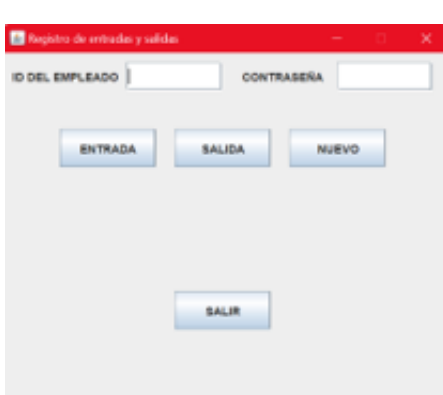 Registro de entradas y salidas
ID DEL EMPLEADO CONTRASEÑA
ENTRADA SALIDA NUEVO
SALIR